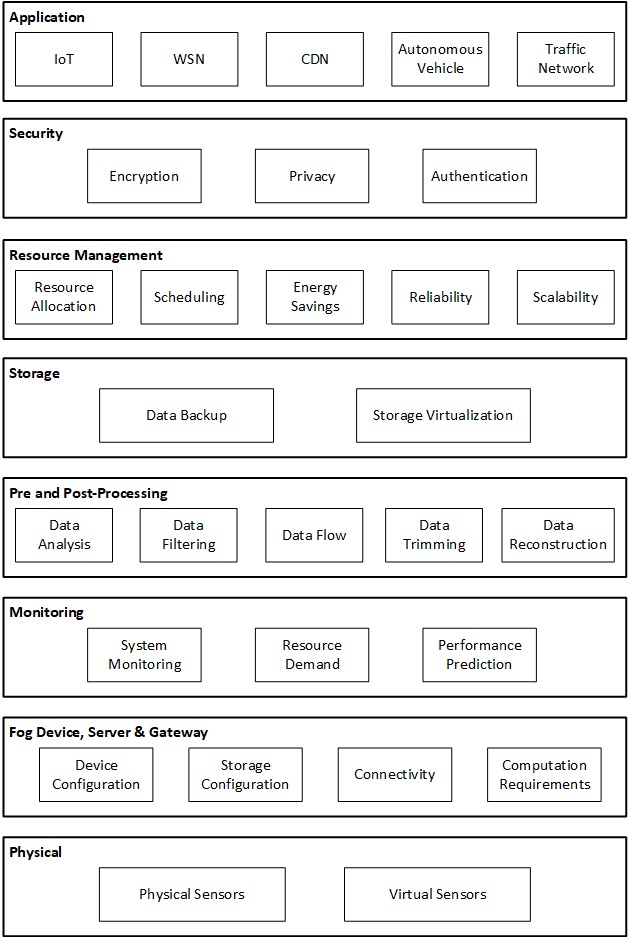 Application
IoT
WSN
CDN
Autonomous
Vehicle
Traffic
Network
Security
Encryption
Privacy
Authentication
Resource Management
Resource
Allocation
Scheduling
Energy
Savings
Reliability
Scalability
Storage
Data Backup
Storage Virtualization
Pre and Post-Processing
Data
Analysis
Data
Filtering
Data Flow
Data
Trimming
Data
Reconstruction
Monitoring
System
Monitoring
Resource
Demand
Performance
Prediction
Fog Device, Server & Gateway
Device
Configuration
Storage
Configuration
Connectivity
Computation
Requirements
Physical
Physical Sensors
Virtual Sensors